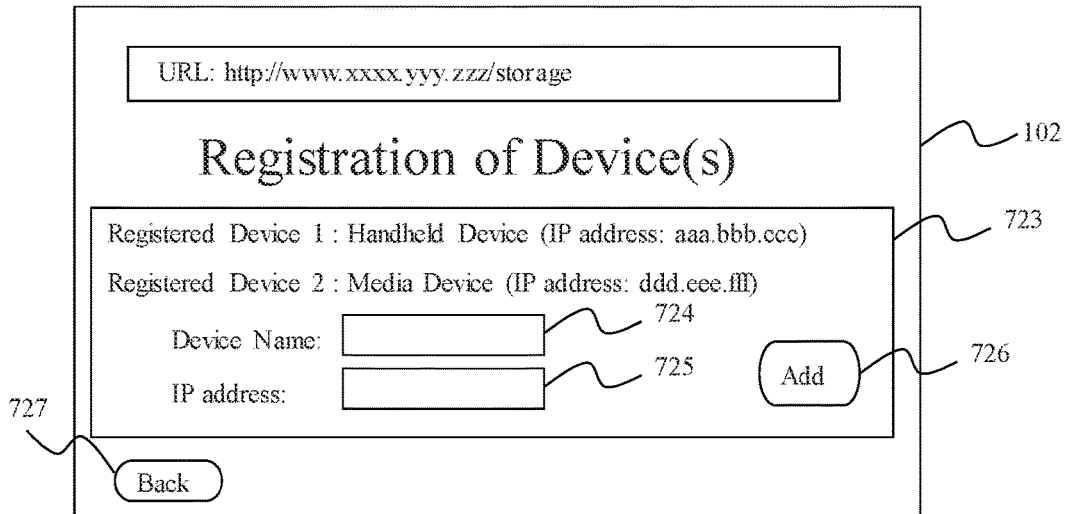 URL: http://www.xxxx.yyy.zzz/storage
102
Registration of Device(s)
723
Registered Device 1 : Handheld Device (IP address: aaa.bbb.ccc)
Registered Device 2 : Media Device (IP address: ddd.eee.fff)
724
Device Name:
725
726
Add
IP address:
727
Back